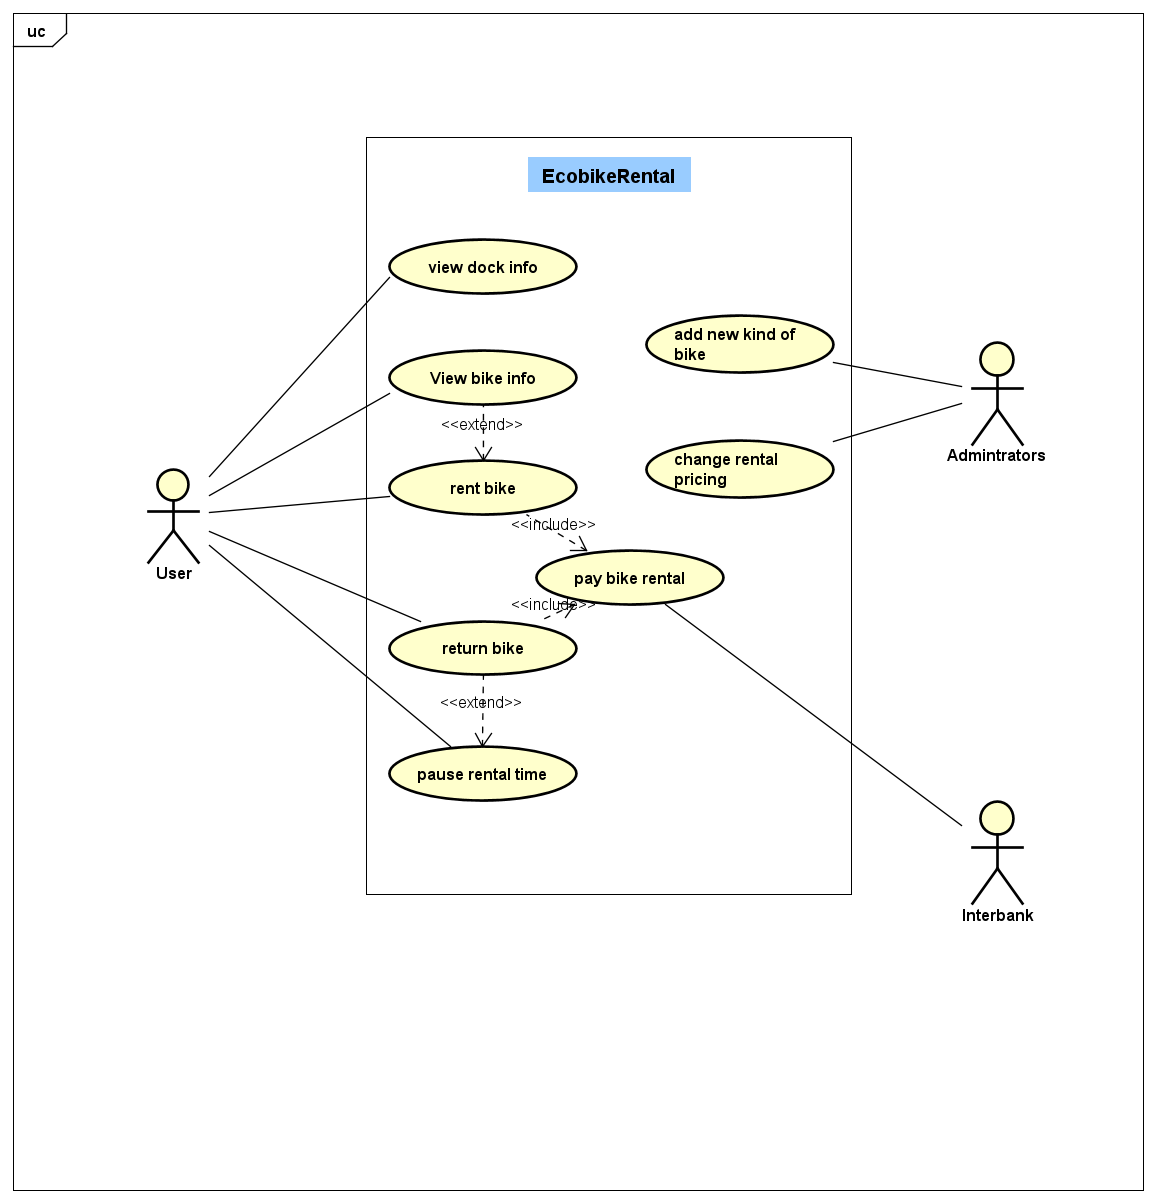 uc
EcobikeRental
view dock info
add new kind of
bike
View bike info
<<extend>>
Admintrators
change rental
pricing
rent bike
<<include>>
User
pay bike rental
<<include>>
return bike
<<extend>>
pause rental time
Interbank